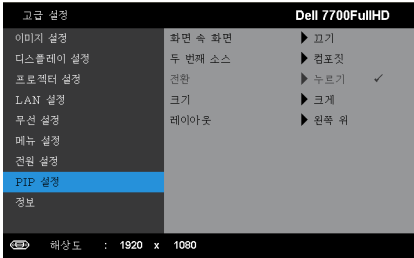 고급 설정 Dell 7700FullHD
이미지 설정 화면 속 화면 끄기
디스플레이 설정 두 번째 소스 컴포짓
프로젝터 설정 전환 누르기
LAN 설정 크기 크게
무선 설정 레이아웃 왼쪽 위
메뉴 설정
전원 설정
PIP 설정
정보
해상도 : 1920 x 1080